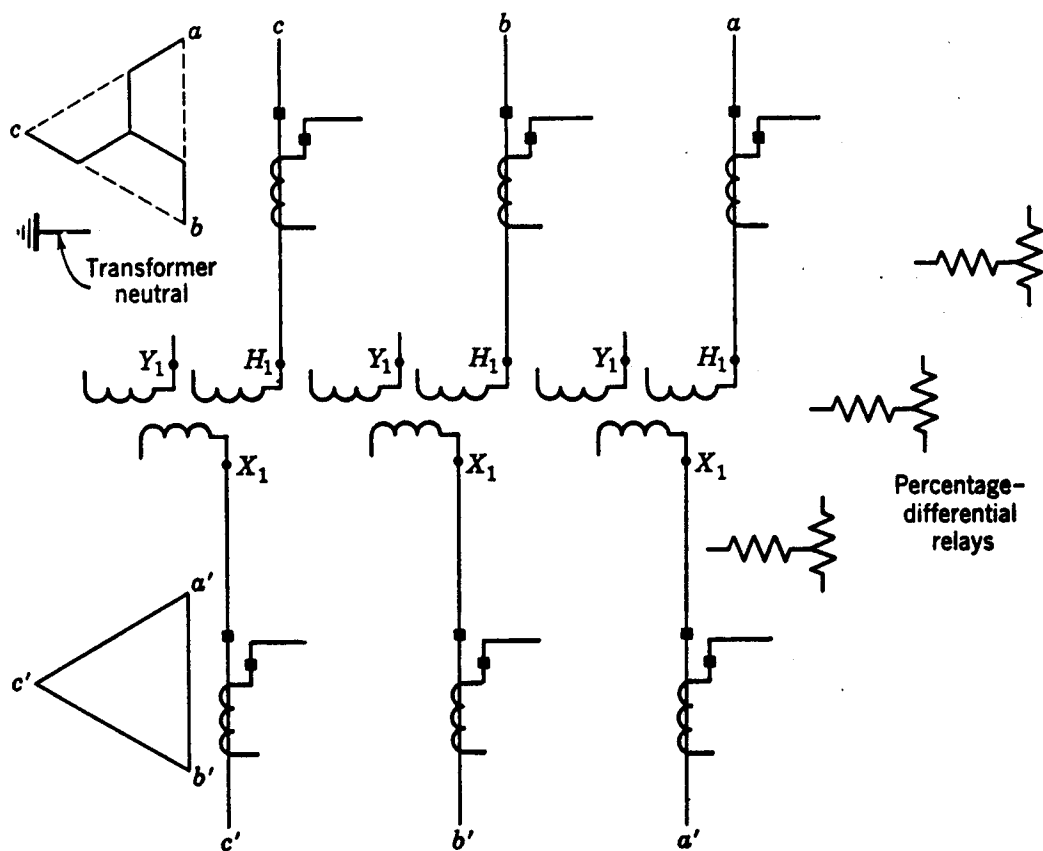 c
b
a
a
c
b
Transformer
neutral
Y1
H1
Y1
H1
Y1
H1
X1
X1
X1
Percentage-
differential
relays
a'
c'
b'
c'
b'
a'